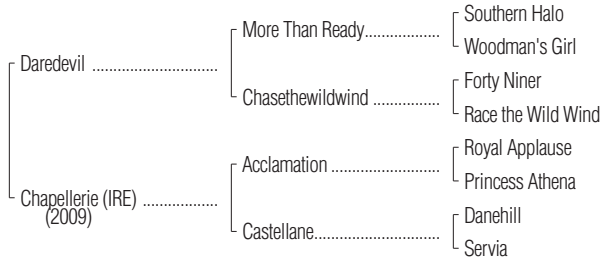 Southern Halo
More Than Ready..................
Woodman's Girl
Daredevil ..............................
Forty Niner
Chasethewildwind ................
Race the Wild Wind
Royal Applause
Acclamation ..........................
Princess Athena
Chapellerie (IRE) ..................
(2009)
Danehill
Castellane..............................
Servia